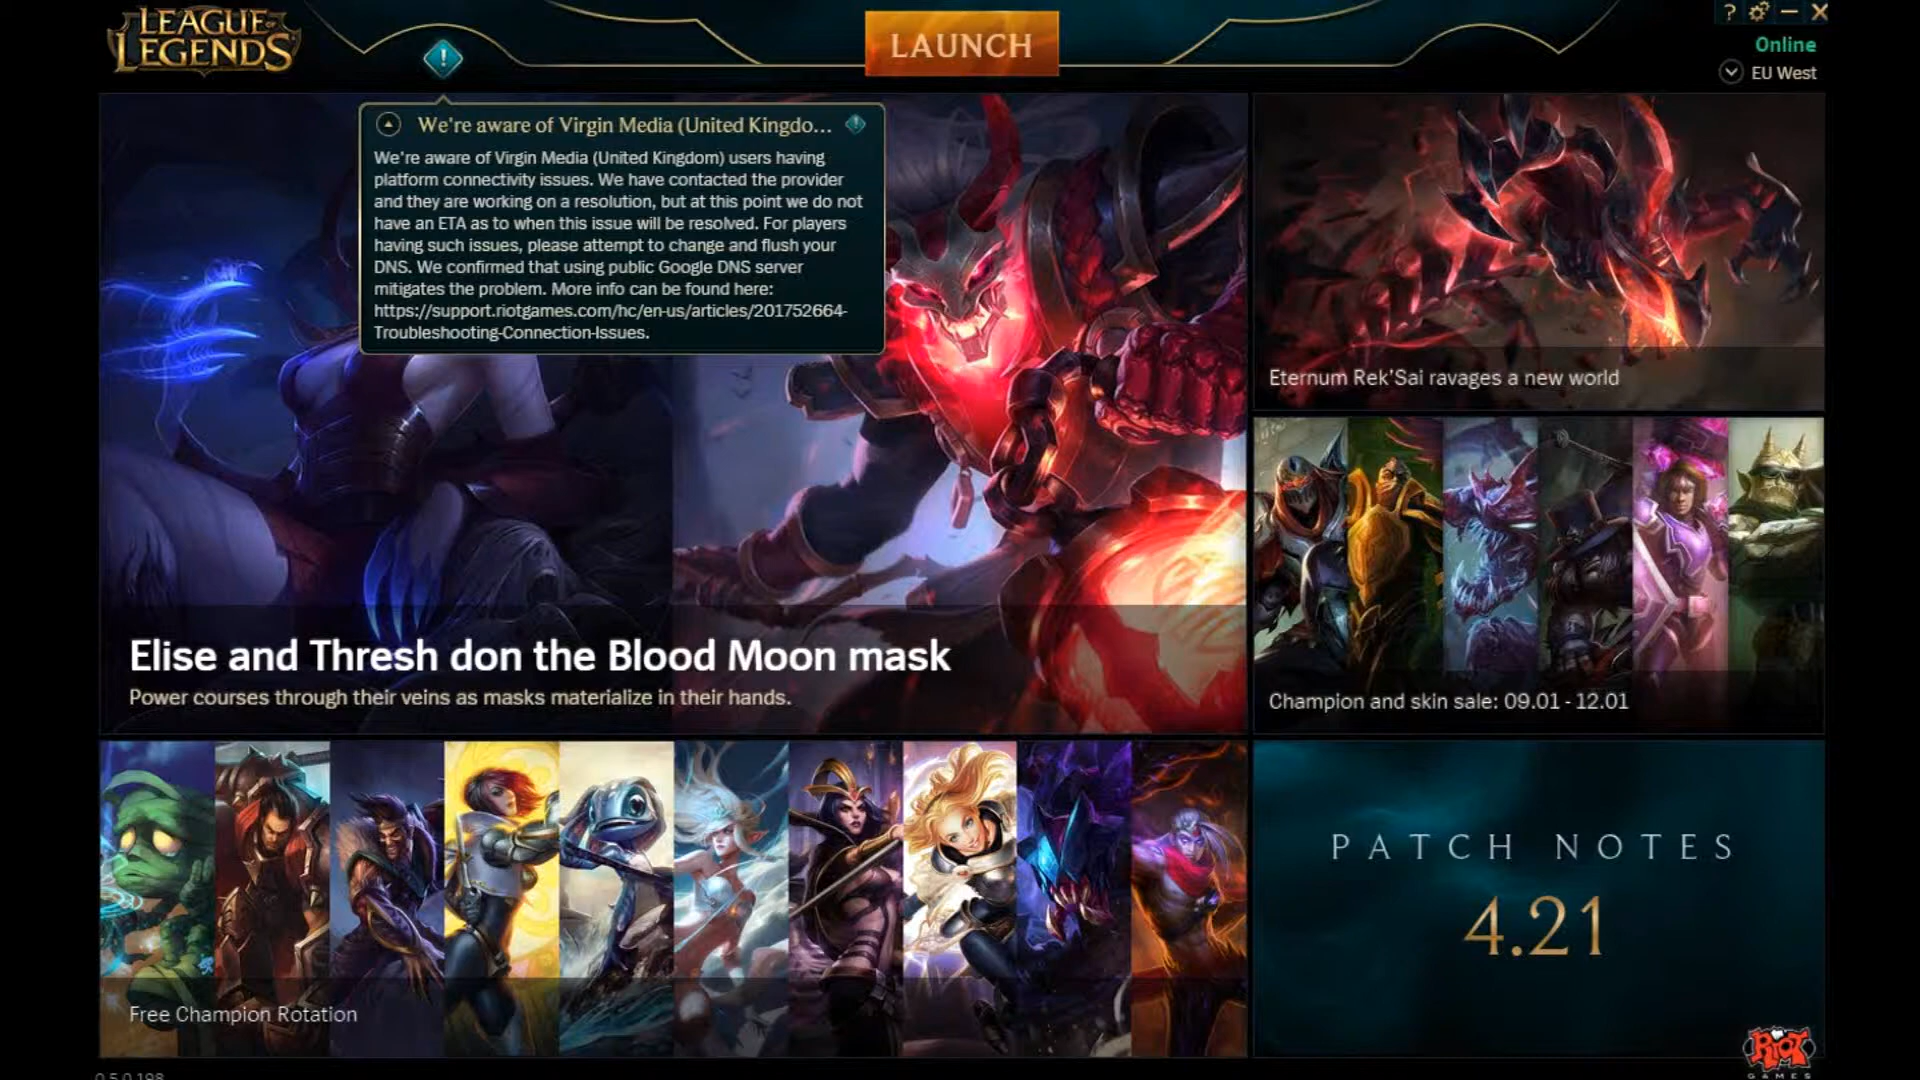 LEAGUE OF
LEGENDS
LAUNCH
?
Online
EU West
We're aware of Virgin Media (United Kingdo...
We're aware of Virgin Media (United Kingdom) users having
platform connectivity issues. We have contacted the provider
and they are working on a resolution, but at this point we do not
have an ETA as to when this issue will be resolved. For players
having such issues, please attempt to change and flush your
DNS. We confirmed that using public Google DNS server
mitigates the problem. More info can be found here:
https://support.riotgames.com/hc/en-us/articles/201752664-
Troubleshooting-Connection-Issues.
Elise and Thresh don the Blood Moon mask
Power courses through their veins as masks materialize in their hands.
Eternum Rek'Sai ravages a new world
Champion and skin sale: 09.01 - 12.01
Free Champion Rotation
PATCH NOTES
4.21
RIOT
GAMES
0.5.0.198